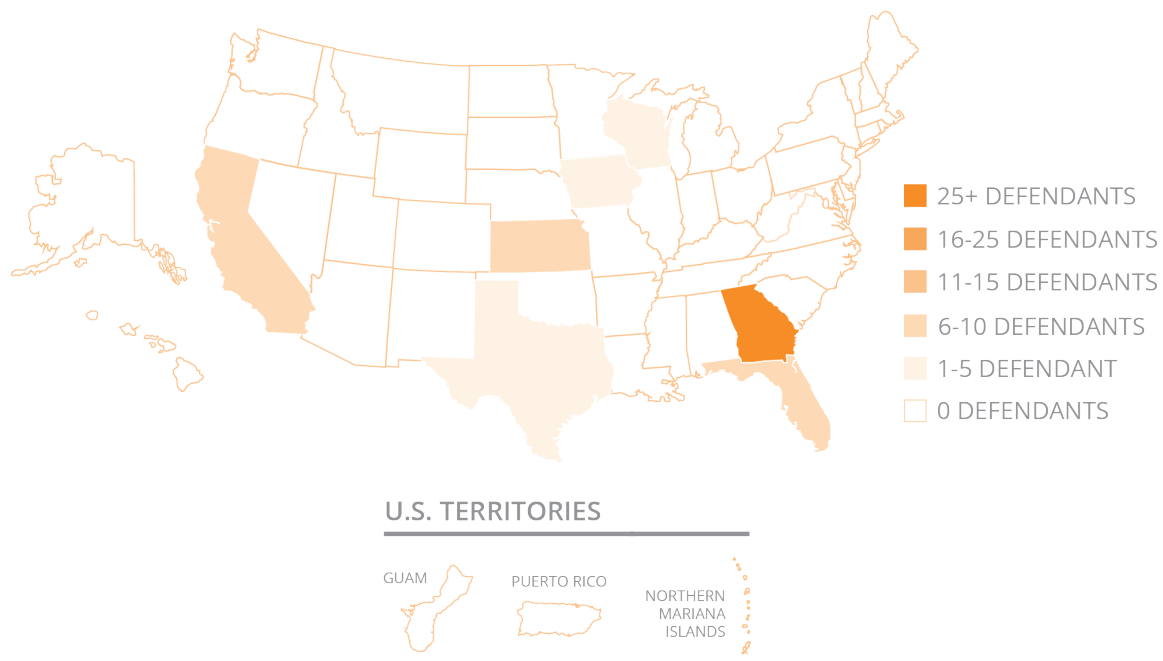 25+ DEFENDANTS
16-25 DEFENDANTS
11-15 DEFENDANTS
6-10 DEFENDANTS
1-5 DEFENDANT
0 DEFENDANTS
U.S. TERRITORIES
GUAM
PUERTO RICO
NORTHERN
MARIANA
ISLANDS